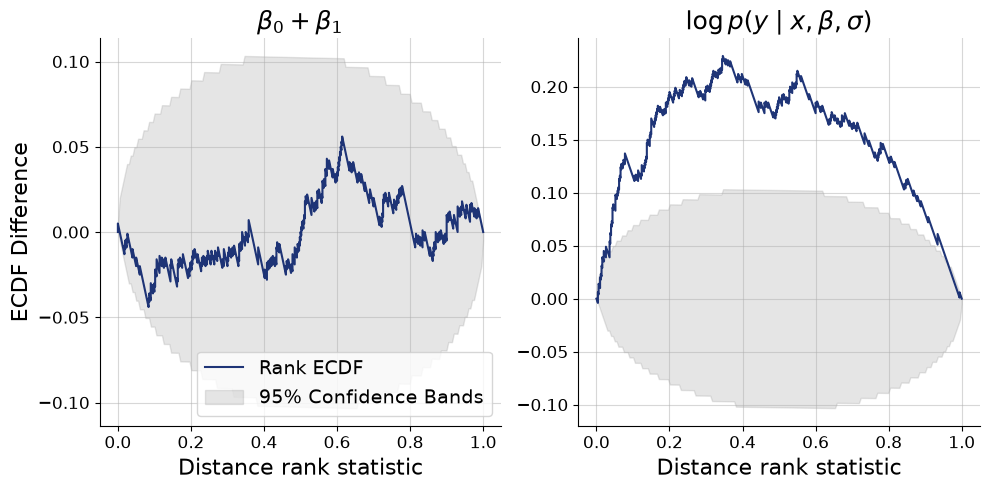 β₀ + β₁
log p(y | x, β, σ)
ECDF Difference
0.10
0.05
0.00
−0.05
−0.10
0.0 0.2 0.4 0.6 0.8 1.0
Distance rank statistic
Rank ECDF
95% Confidence Bands
0.20
0.15
0.10
0.05
0.00
−0.05
−0.10
0.0 0.2 0.4 0.6 0.8 1.0
Distance rank statistic